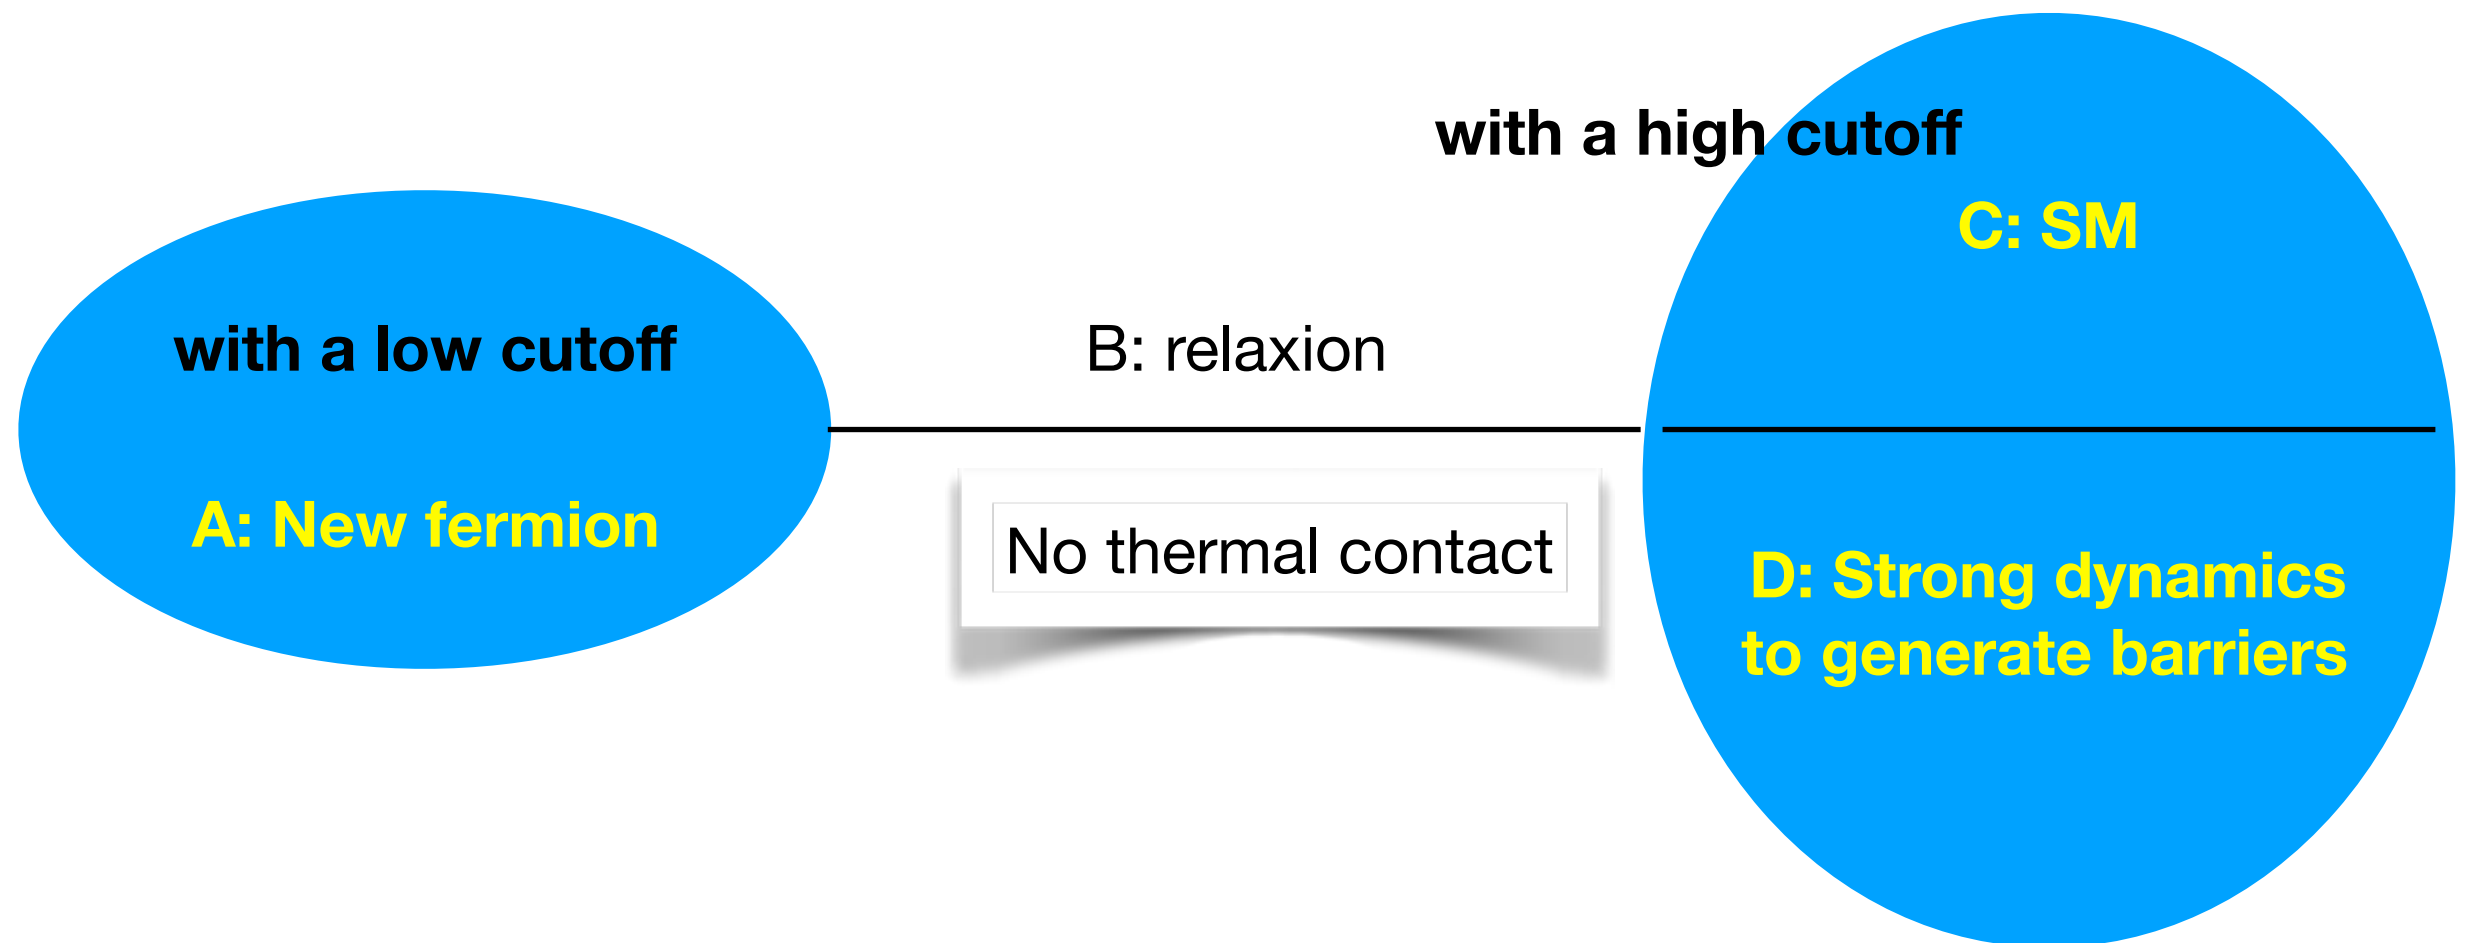 with a low cutoff
A: New fermion
B: relaxion
No thermal contact
with a high cutoff
C: SM
D: Strong dynamics
to generate barriers